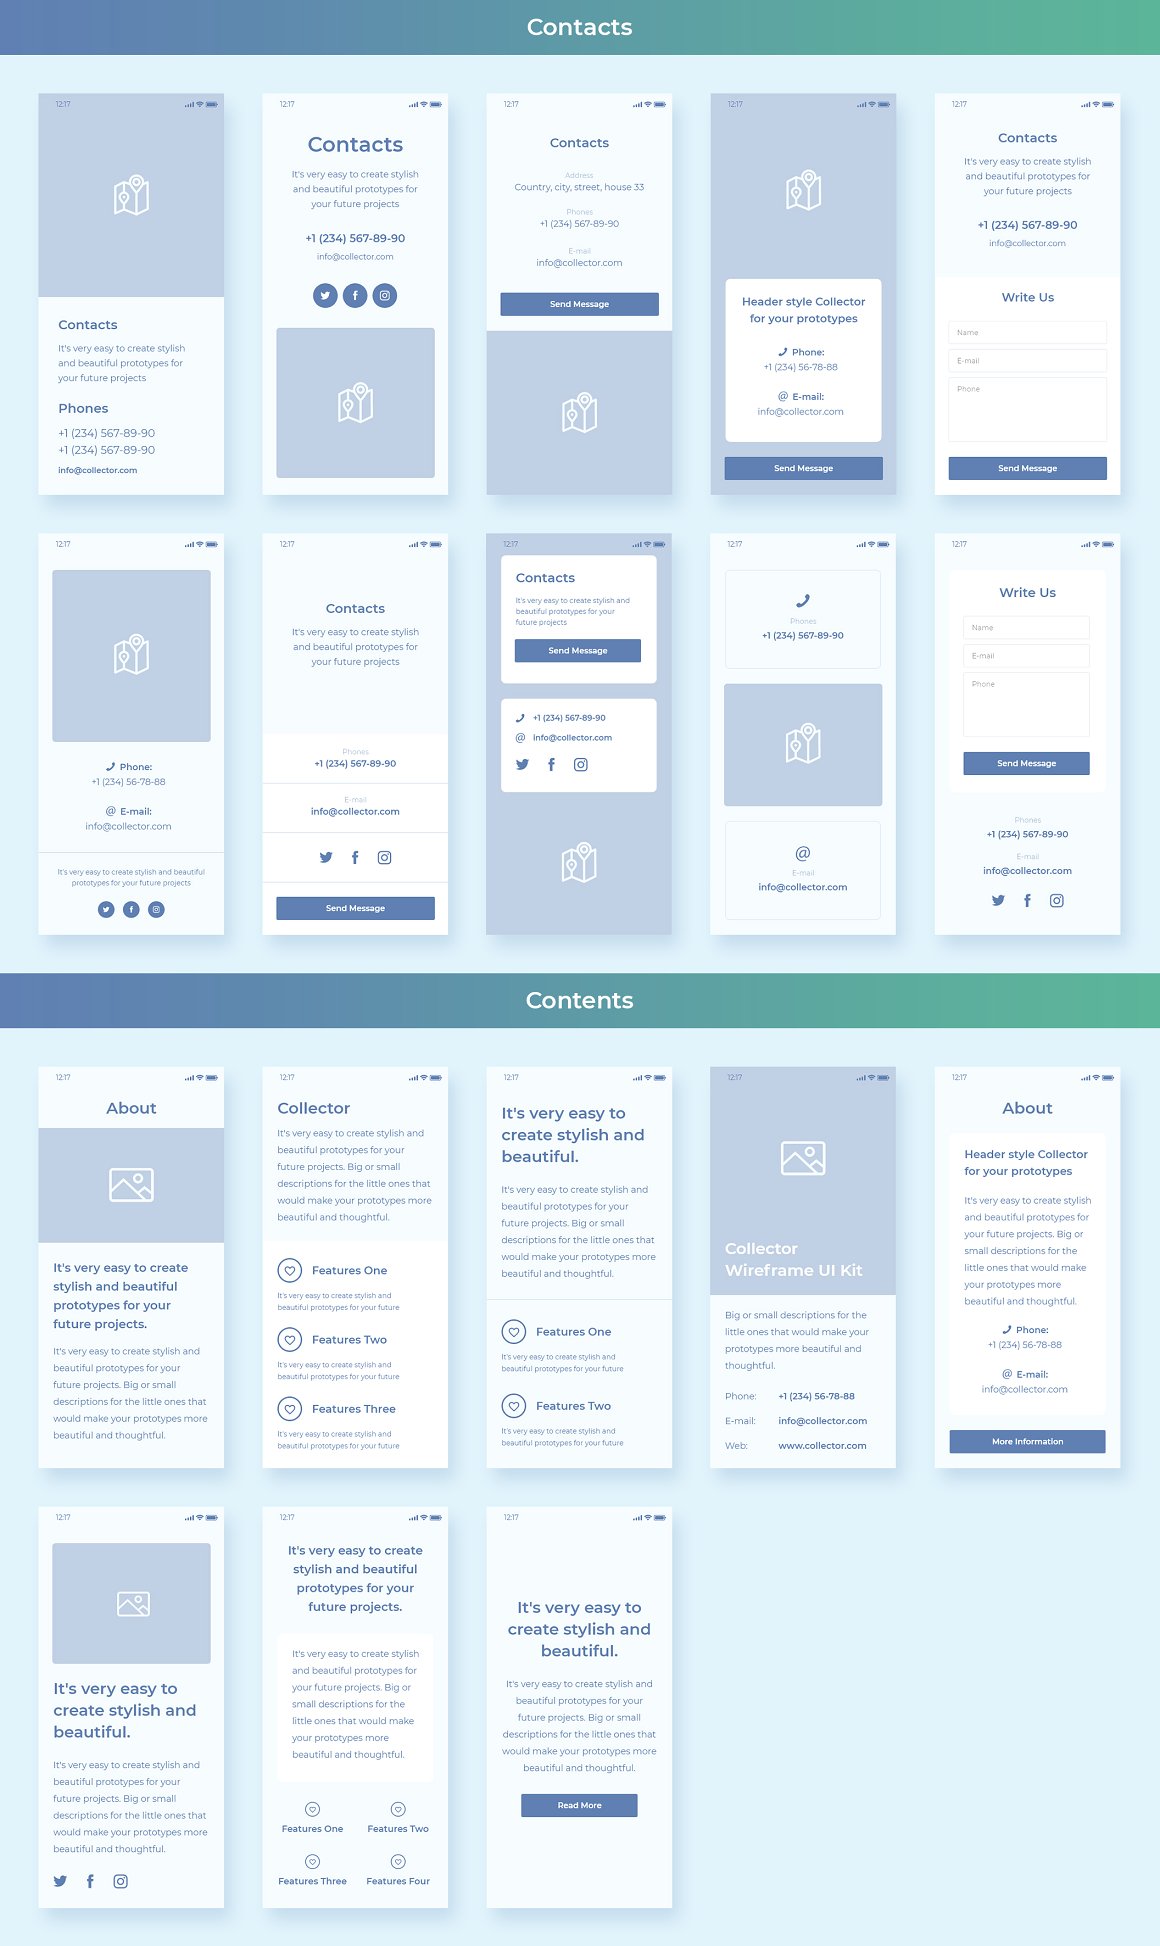 Contacts
12:17
Contacts
It's very easy to create stylish
and beautiful prototypes for
your future projects
Phones
+1 (234) 567-89-90
+1 (234) 567-89-90
info@collector.com
12:17
Contacts
It's very easy to create stylish
and beautiful prototypes for
your future projects
+1 (234) 567-89-90
info@collector.com
12:17
Contacts
Address
Country, city, street, house 33
Phones
+1 (234) 567-89-90
E-mail
info@collector.com
Send Message
12:17
Header style Collector
for your prototypes
Phone:
+1 (234) 56-78-88
@ E-mail:
info@collector.com
Send Message
12:17
Contacts
It's very easy to create stylish
and beautiful prototypes for
your future projects
+1 (234) 567-89-90
info@collector.com
Write Us
Name
E-mail
Phone
Send Message
12:17
Phone:
+1 (234) 56-78-88
@ E-mail:
info@collector.com
It's very easy to create stylish and beautiful
prototypes for your future projects
12:17
Contacts
It's very easy to create stylish
and beautiful prototypes for
your future projects
Phones
+1 (234) 567-89-90
E-mail
info@collector.com
Send Message
12:17
Contacts
It's very easy to create stylish and
beautiful prototypes for your
future projects
Send Message
+1 (234) 567-89-90
@ info@collector.com
12:17
Phones
+1 (234) 567-89-90
@
E-mail
info@collector.com
12:17
Write Us
Name
E-mail
Phone
Send Message
Phones
+1 (234) 567-89-90
E-mail
info@collector.com
Contents
12:17
About
It's very easy to create
stylish and beautiful
prototypes for your
future projects.
It's very easy to create stylish and
beautiful prototypes for your
future projects. Big or small
descriptions for the little ones that
would make your prototypes more
beautiful and thoughtful.
12:17
Collector
It's very easy to create stylish and
beautiful prototypes for your
future projects. Big or small
descriptions for the little ones that
would make your prototypes more
beautiful and thoughtful.
Features One
It's very easy to create stylish and
beautiful prototypes for your future
Features Two
It's very easy to create stylish and
beautiful prototypes for your future
Features Three
It's very easy to create stylish and
beautiful prototypes for your future
12:17
It's very easy to
create stylish and
beautiful.
It's very easy to create stylish and
beautiful prototypes for your
future projects. Big or small
descriptions for the little ones that
would make your prototypes more
beautiful and thoughtful.
Features One
It's very easy to create stylish and
beautiful prototypes for your future
Features Two
It's very easy to create stylish and
beautiful prototypes for your future
12:17
Collector
Wireframe UI Kit
Big or small descriptions for the
little ones that would make your
prototypes more beautiful and
thoughtful.
Phone: +1 (234) 56-78-88
E-mail: info@collector.com
Web: www.collector.com
12:17
About
Header style Collector
for your prototypes
It's very easy to create stylish
and beautiful prototypes for
your future projects. Big or
small descriptions for the
little ones that would make
your prototypes more
beautiful and thoughtful.
Phone:
+1 (234) 56-78-88
@ E-mail:
info@collector.com
More Information
12:17
It's very easy to
create stylish and
beautiful.
It's very easy to create stylish and
beautiful prototypes for your
future projects. Big or small
descriptions for the little ones that
would make your prototypes more
beautiful and thoughtful.
12:17
It's very easy to create
stylish and beautiful
prototypes for your
future projects.
It's very easy to create stylish
and beautiful prototypes for
your future projects. Big or
small descriptions for the
little ones that would make
your prototypes more
beautiful and thoughtful.
Features One Features Two
Features Three Features Four
12:17
It's very easy to
create stylish and
beautiful.
It's very easy to create stylish and
beautiful prototypes for your
future projects. Big or small
descriptions for the little ones that
would make your prototypes more
beautiful and thoughtful.
Read More